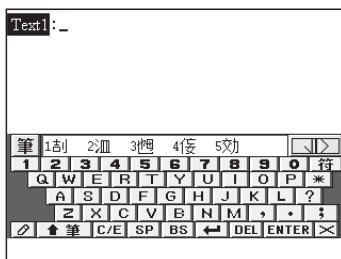 Text1:_
筆 1 2 3 4 5効
1 2 3 4 5 6 7 8 9 0 符
Q W E R T Y U I O P *
A S D F G H J K L ?
Z X C V B N M , . ;
筆 C/E SP BS DEL ENTER